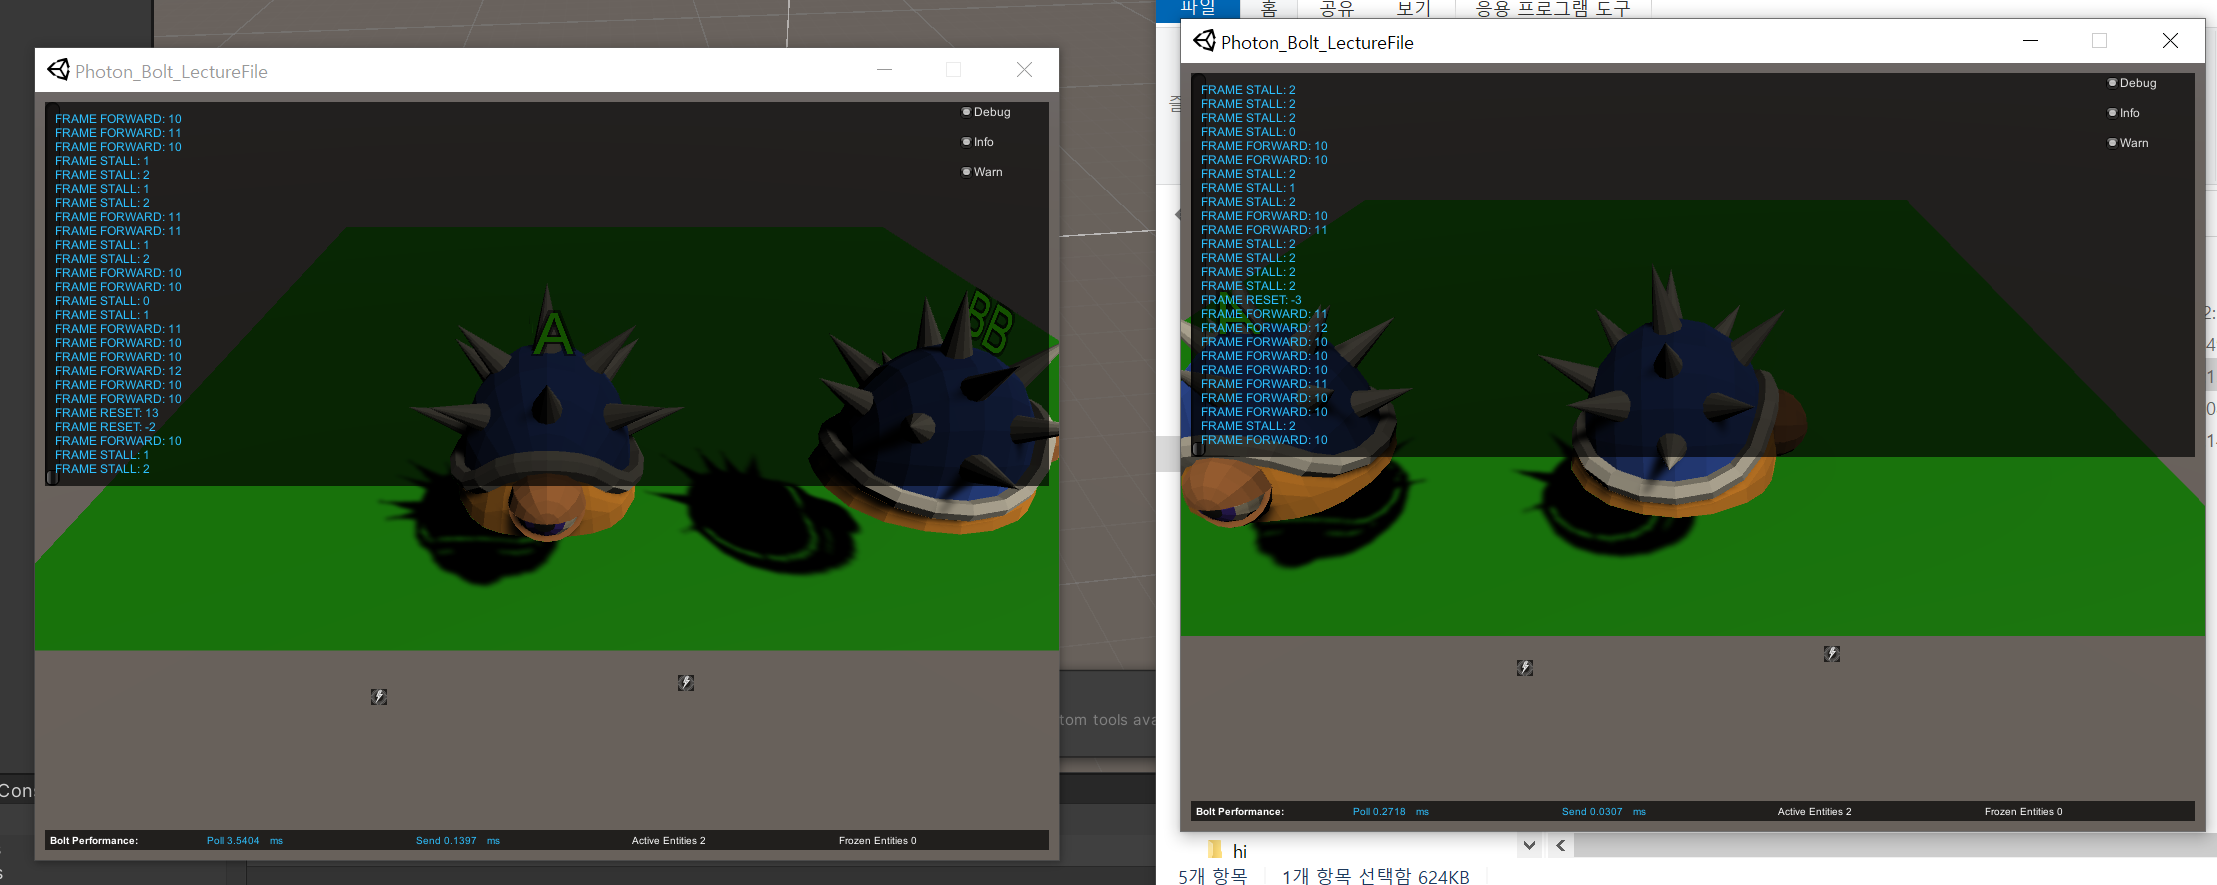 Photon_Bolt_LectureFile
FRAME FORWARD: 10
FRAME FORWARD: 11
FRAME FORWARD: 10
FRAME STALL: 1
FRAME STALL: 2
FRAME STALL: 1
FRAME STALL: 2
FRAME FORWARD: 11
FRAME FORWARD: 11
FRAME STALL: 1
FRAME STALL: 2
FRAME FORWARD: 10
FRAME FORWARD: 10
FRAME STALL: 0
FRAME STALL: 1
FRAME FORWARD: 11
FRAME FORWARD: 10
FRAME FORWARD: 10
FRAME FORWARD: 12
FRAME FORWARD: 10
FRAME FORWARD: 10
FRAME RESET: 13
FRAME RESET: -2
FRAME FORWARD: 10
FRAME STALL: 1
FRAME STALL: 2
Debug
Info
Warn
A
BB
Bolt Performance: Poll 3.5404 ms Send 0.1397 ms Active Entities 2 Frozen Entities 0
tom tools ava
Con
파일 홈 공유 보기 응용 프로그램 도구
Photon_Bolt_LectureFile
FRAME STALL: 2
FRAME STALL: 2
FRAME STALL: 2
FRAME STALL: 0
FRAME FORWARD: 10
FRAME FORWARD: 10
FRAME STALL: 2
FRAME STALL: 1
FRAME STALL: 2
FRAME FORWARD: 10
FRAME FORWARD: 11
FRAME STALL: 2
FRAME STALL: 2
FRAME STALL: 2
FRAME STALL: 2
FRAME RESET: -3
FRAME FORWARD: 11
FRAME FORWARD: 12
FRAME FORWARD: 10
FRAME FORWARD: 10
FRAME FORWARD: 10
FRAME FORWARD: 11
FRAME FORWARD: 10
FRAME FORWARD: 10
FRAME STALL: 2
FRAME FORWARD: 10
Debug
Info
Warn
A
Bolt Performance: Poll 0.2718 ms Send 0.0307 ms Active Entities 2 Frozen Entities 0
hi
5개 항목 1개 항목 선택함 624KB